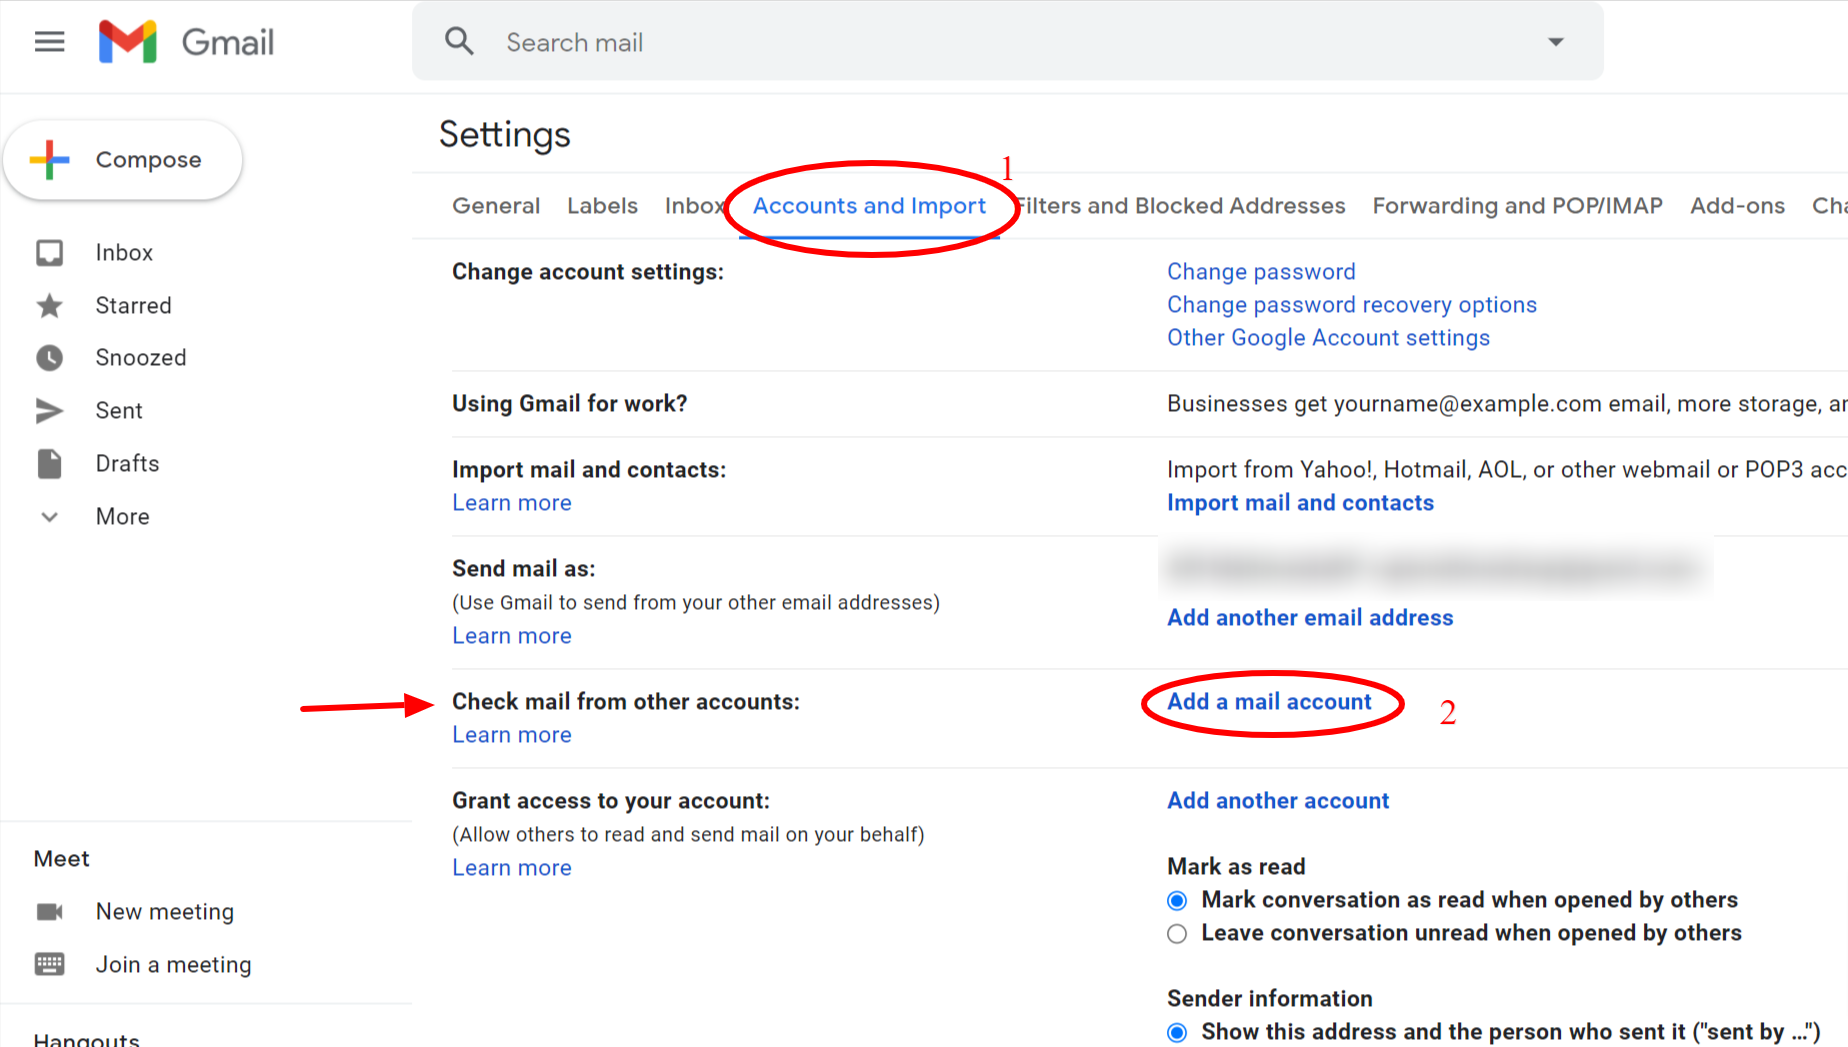 Gmail
Search mail
Compose
Inbox
Starred
Snoozed
Sent
Drafts
More
Meet
New meeting
Join a meeting
Hangouts
Settings
1
General Labels Inbox Accounts and Import Filters and Blocked Addresses Forwarding and POP/IMAP Add-ons
Change account settings: Change password
Change password recovery options
Other Google Account settings
Using Gmail for work? Businesses get yourname@example.com email, more storage,
Import mail and contacts: Import from Yahoo!, Hotmail, AOL, or other webmail or POP3
Learn more Import mail and contacts
Send mail as:
(Use Gmail to send from your other email addresses) Add another email address
Learn more
Check mail from other accounts: Add a mail account 2
Learn more
Grant access to your account: Add another account
(Allow others to read and send mail on your behalf)
Learn more Mark as read
Mark conversation as read when opened by others
Leave conversation unread when opened by others
Sender information
Show this address and the person who sent it ("sent by ...")